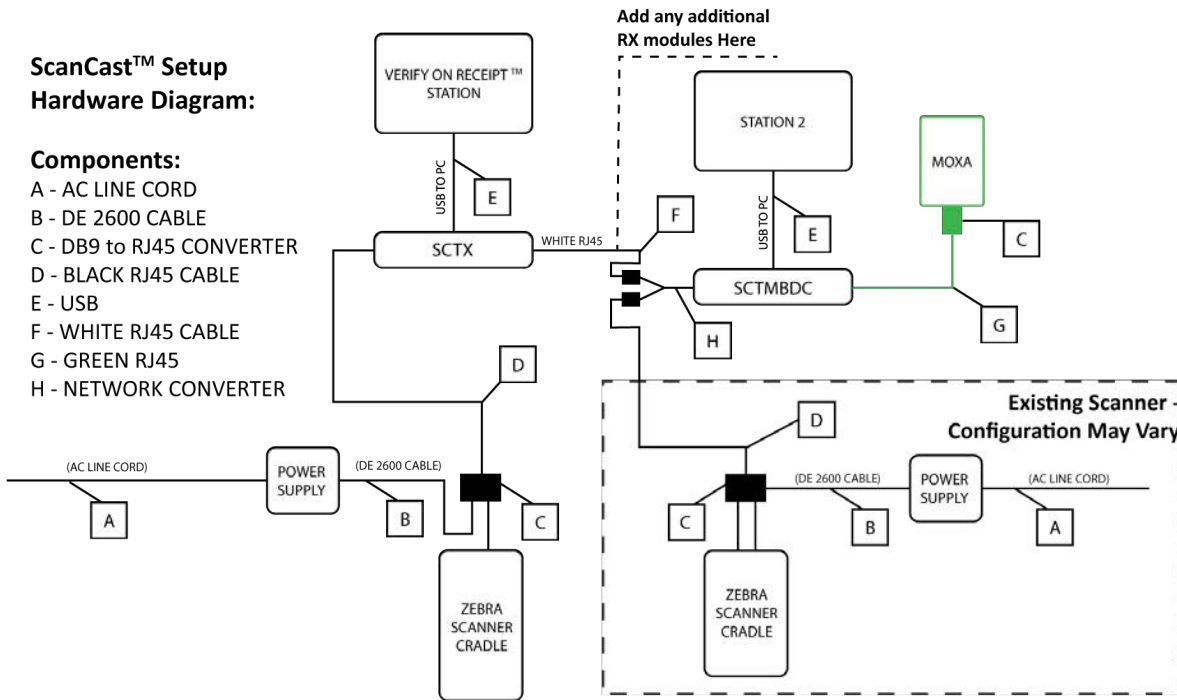 Add any additional
RX modules Here
ScanCast™ Setup
Hardware Diagram:
Components:
A - AC LINE CORD
B - DE 2600 CABLE
C - DB9 to RJ45 CONVERTER
D - BLACK RJ45 CABLE
E - USB
F - WHITE RJ45 CABLE
G - GREEN RJ45
H - NETWORK CONVERTER
VERIFY ON RECEIPT ™
STATION
USB TO PC
E
SCTX
WHITE RJ45
F
STATION 2
USB TO PC
E
MOXA
C
SCTMBDC
G
H
D
(AC LINE CORD)
A
POWER
SUPPLY
(DE 2600 CABLE)
B
C
ZEBRA
SCANNER
CRADLE
Existing Scanner -
Configuration May Vary
D
C
(DE 2600 CABLE)
B
POWER
SUPPLY
(AC LINE CORD)
A
ZEBRA
SCANNER
CRADLE